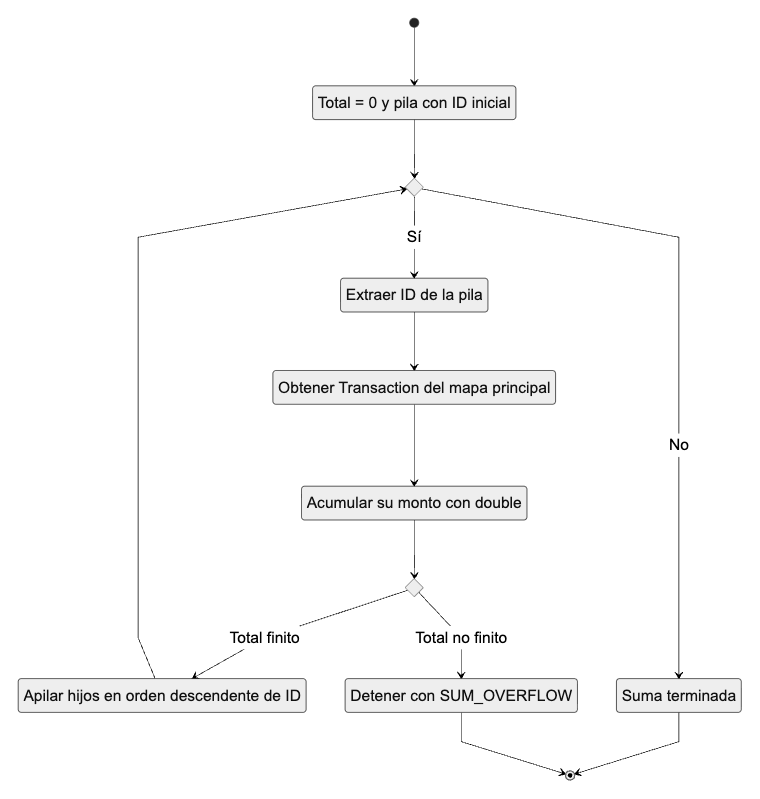 Total = 0 y pila con ID inicial
Sí
Extraer ID de la pila
Obtener Transaction del mapa principal
No
Acumular su monto con double
Total finito
Total no finito
Apilar hijos en orden descendente de ID
Detener con SUM_OVERFLOW
Suma terminada